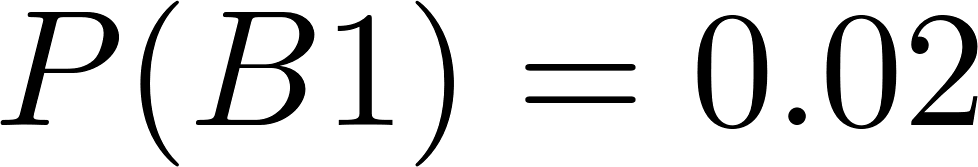 P(B1) = 0.02